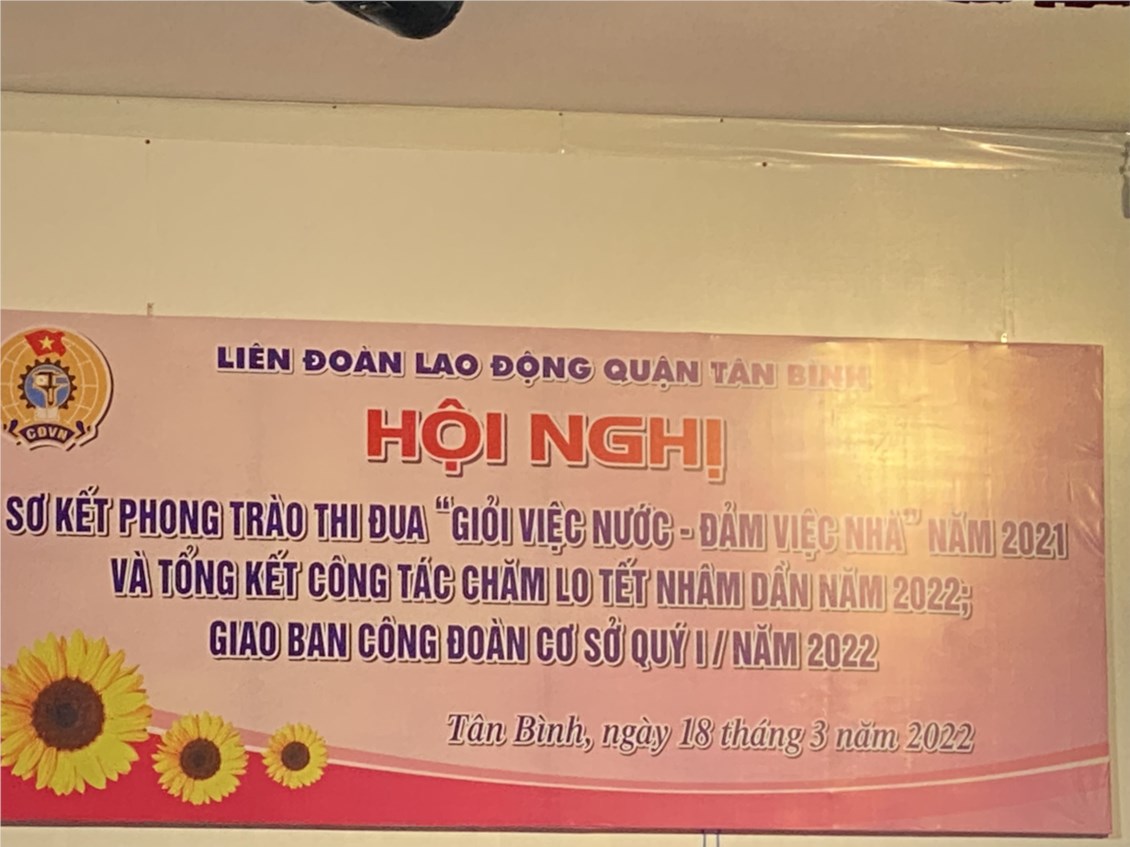 LIÊN ĐOÀN LAO ĐỘNG QUẬN TÂN BÌNH
HỘI NGHỊ
CĐVN
SƠ KẾT PHONG TRÀO THI ĐUA “GIỎI VIỆC NƯỚC - ĐẢM VIỆC NHÀ” NĂM 2021
VÀ TỔNG KẾT CÔNG TÁC CHĂM LO TẾT NHÂM DẦN NĂM 2022;
GIAO BAN CÔNG ĐOÀN CƠ SỞ QUÝ I / NĂM 2022
Tân Bình, ngày 18 tháng 3 năm 2022